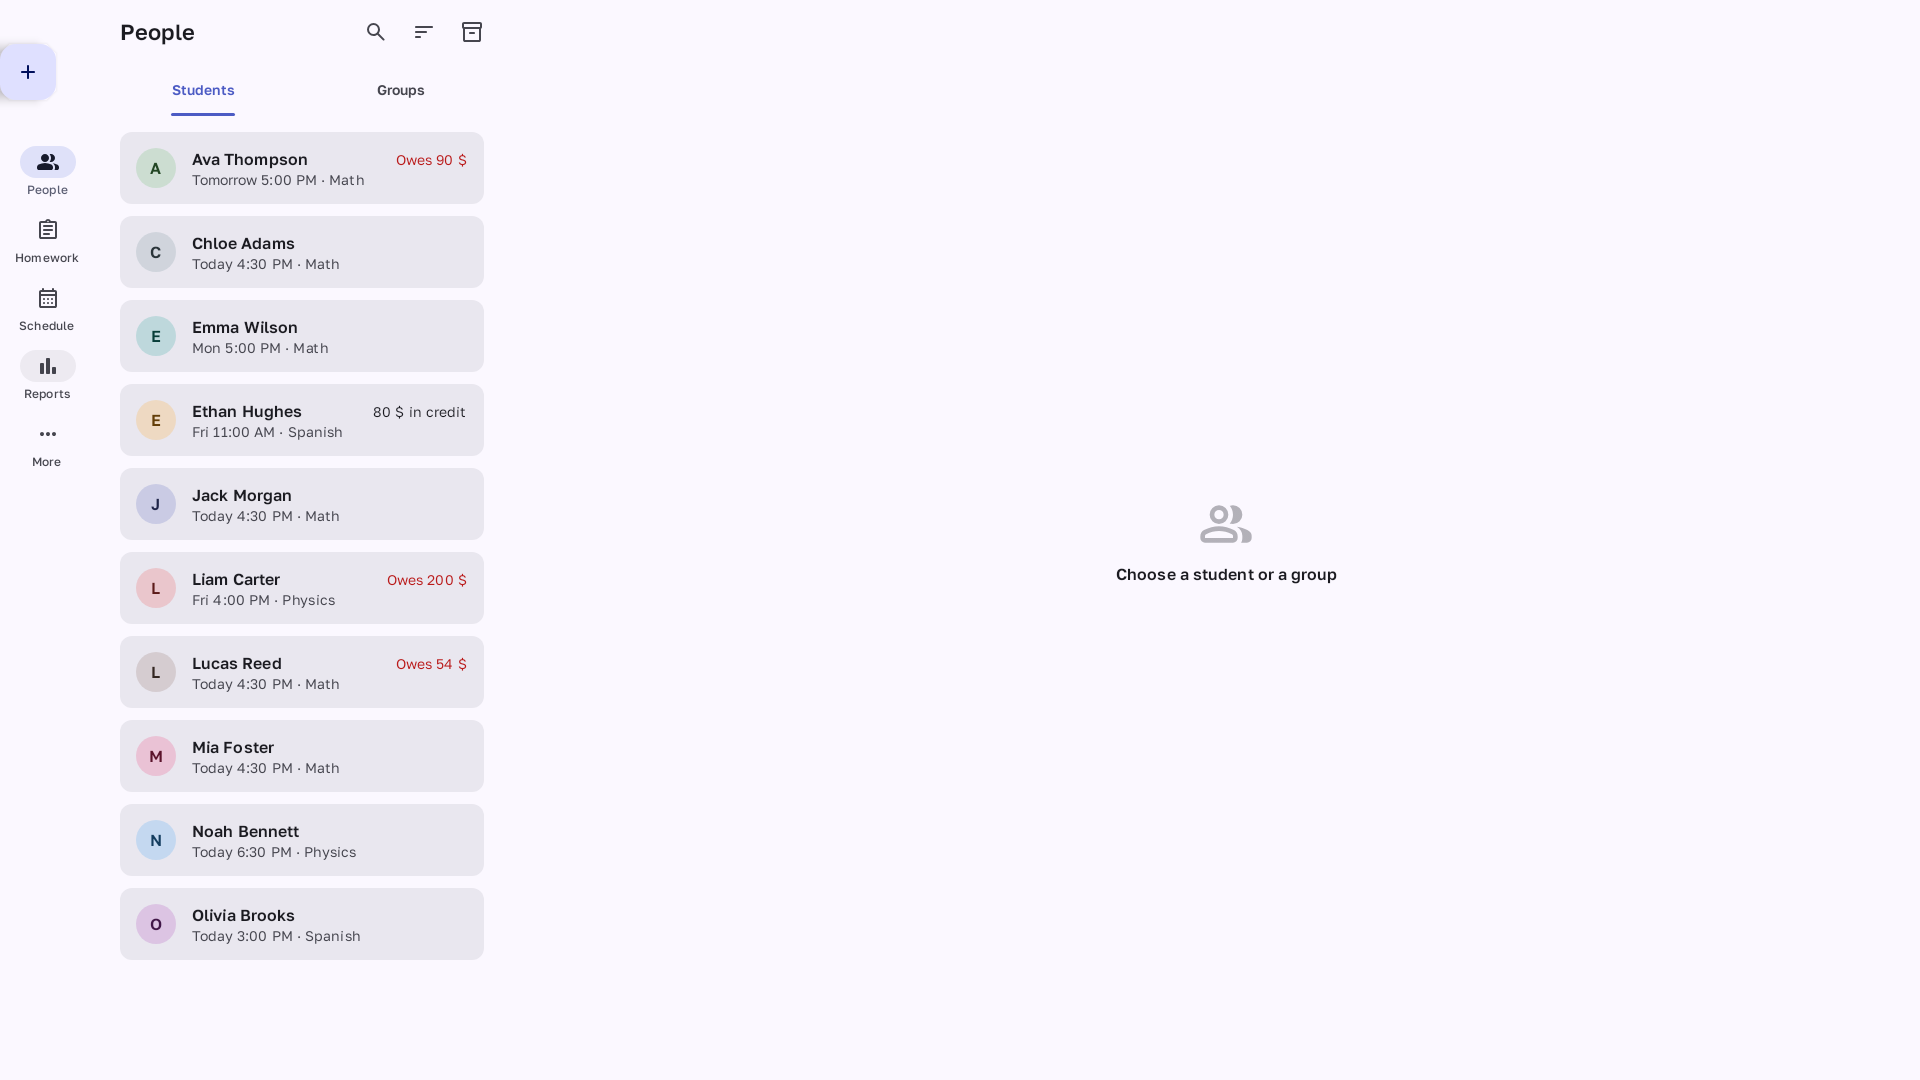 People
Students
Groups
People
Homework
Schedule
Reports
More
A
Ava Thompson
Owes 90 $
Tomorrow 5:00 PM · Math
C
Chloe Adams
Today 4:30 PM · Math
E
Emma Wilson
Mon 5:00 PM · Math
E
Ethan Hughes
80 $ in credit
Fri 11:00 AM · Spanish
J
Jack Morgan
Today 4:30 PM · Math
L
Liam Carter
Owes 200 $
Fri 4:00 PM · Physics
L
Lucas Reed
Owes 54 $
Today 4:30 PM · Math
M
Mia Foster
Today 4:30 PM · Math
N
Noah Bennett
Today 6:30 PM · Physics
O
Olivia Brooks
Today 3:00 PM · Spanish
Choose a student or a group